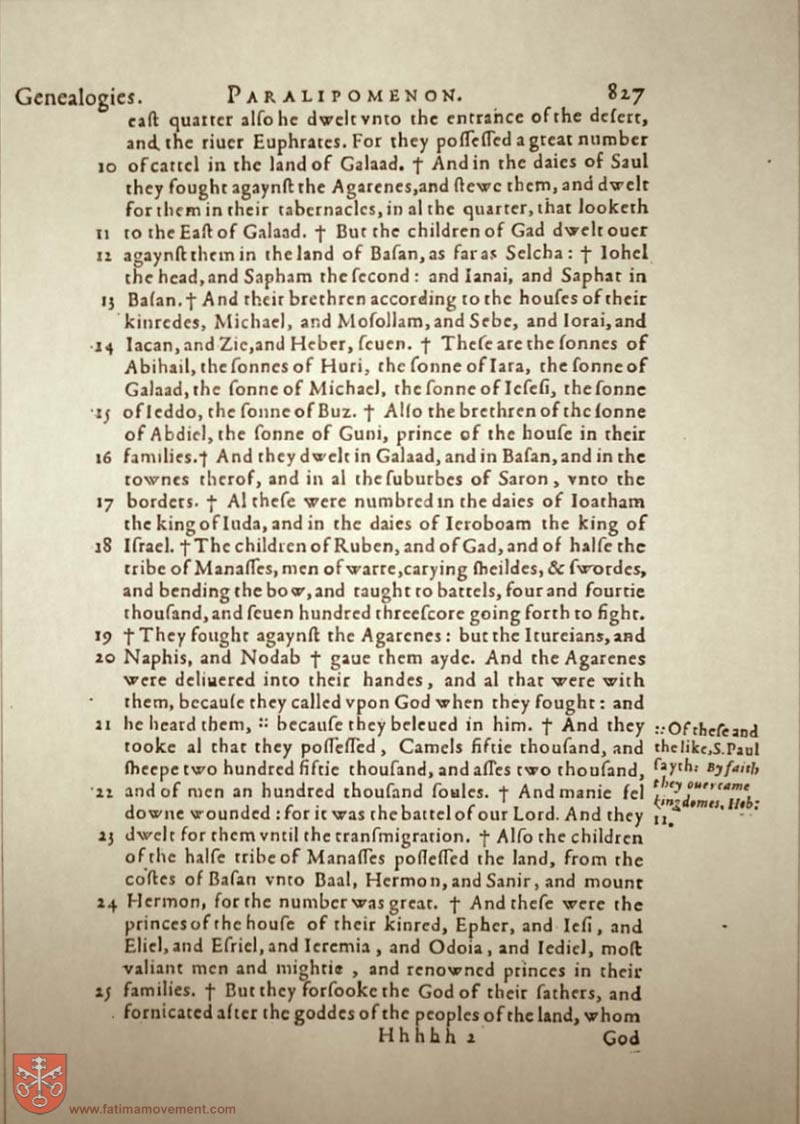 Genealogies. PARALIPOMENON. 827
eaſt quarter alſo he dwelt vnto the entrance of the deſert,
and the riuer Euphrates. For they poſſeſſed a great number
10 of cattel in the land of Galaad. † And in the daies of Saul
they fought agaynſt the Agarenes, and ſlewe them, and dwelt
for them in their tabernacles, in al the quarter, that looketh
11 to the Eaſt of Galaad. † But the children of Gad dwelt ouer
12 agaynſt them in the land of Baſan, as far as Selcha : † Iohel
the head, and Sapham the ſecond : and Ianai, and Saphat in
13 Baſan. † And their brethren according to the houſes of their
kinredes, Michael, and Moſollam, and Sebe, and Iorai, and
14 Iacan, and Zie, and Heber, ſeuen. † Theſe are the ſonnes of
Abihail, the ſonnes of Huri, the ſonne of Iara, the ſonne of
Galaad, the ſonne of Michael, the ſonne of Ieſeſi, the ſonne
15 of Ieddo, the ſonne of Buz. † Alſo the brethren of the ſonne
of Abdiel, the ſonne of Guni, prince of the houſe in their
16 families. † And they dwelt in Galaad, and in Baſan, and in the
townes therof, and in al the ſuburbes of Saron , vnto the
17 borders. † Al theſe were numbred in the daies of Ioatham
the king of Iuda, and in the daies of Ieroboam the king of
18 Iſrael. † The children of Ruben, and of Gad, and of halfe the
tribe of Manaſſes, men of warre, carying ſheildes, & ſwordes,
and bending the bow, and taught to battels, four and fourtie
thouſand, and ſeuen hundred threeſcore going forth to fight.
19 † They fought agaynſt the Agarenes : but the Itureians, and
20 Naphis, and Nodab † gaue them ayde. And the Agarenes
were deliuered into their handes , and al that were with
them, becauſe they called vpon God when they fought : and
21 he heard them, :: becauſe they beleued in him. † And they
tooke al that they poſſeſſed , Camels fiftie thouſand, and
ſheepe two hundred fiftie thouſand, and aſſes two thouſand,
22 and of men an hundred thouſand ſoules. † And manie fel
downe wounded : for it was the battel of our Lord. And they
23 dwelt for them vntil the tranſmigration. † Alſo the children
of the halfe tribe of Manaſſes poſſeſſed the land, from the
coſtes of Baſan vnto Baal, Hermon, and Sanir, and mount
24 Hermon, for the number was great. † And theſe were the
princes of the houſe of their kinred, Epher, and Ieſi , and
Eliel, and Eſriel, and Ieremia , and Odoia , and Iediel, moſt
valiant men and mightie , and renowned princes in their
25 families. † But they forſooke the God of their fathers, and
fornicated after the goddes of the peoples of the land, whom
Hhhhh 2 God
:: Of theſe and
the like, S. Paul
ſayth: By faith
they ouercame
kingdomes. Heb:
11.
www.fatimamovement.com